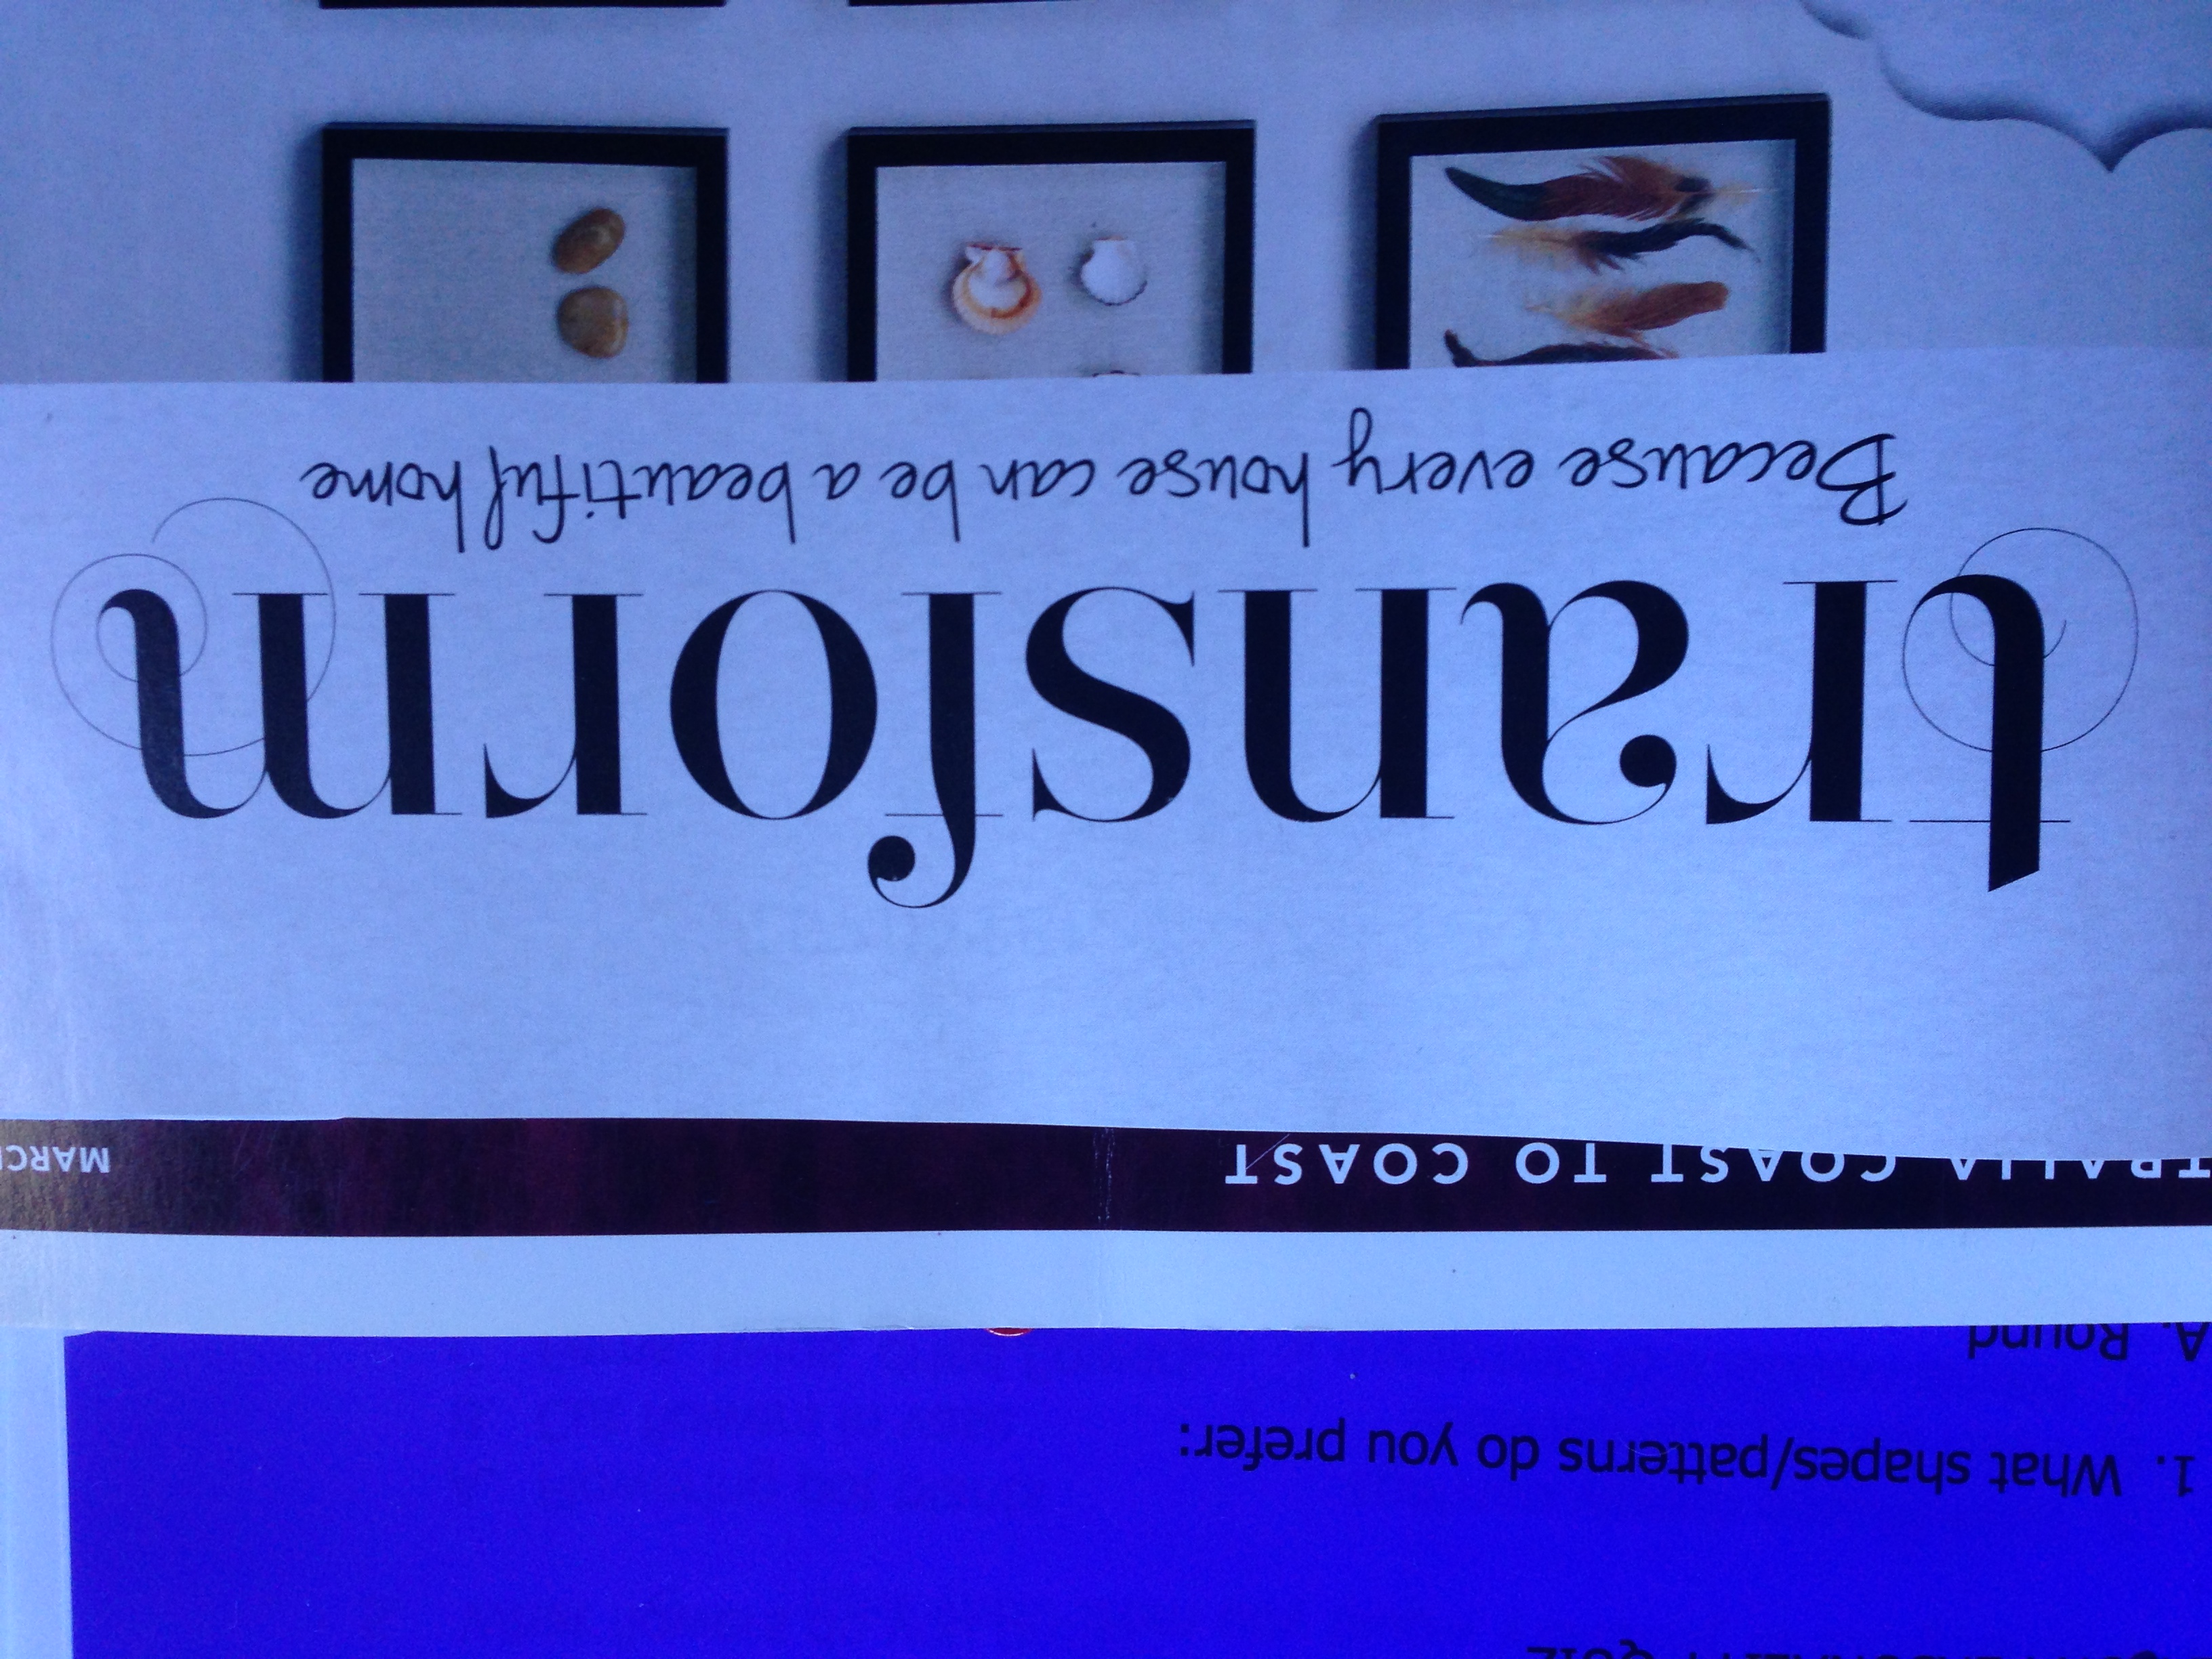 QUIZ
1. What shapes/patterns do you prefer:
A. Round
COAST TO COAST
transform
Because every house can be a beautiful home